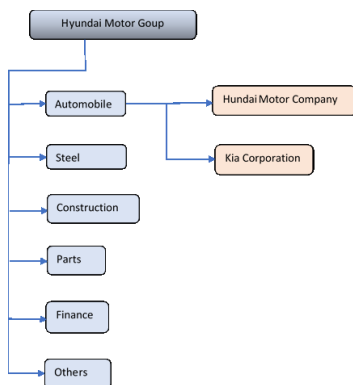 Hyundai Motor Goup
Automobile
Hundai Motor Company
Steel
Kia Corporation
Construction
Parts
Finance
Others